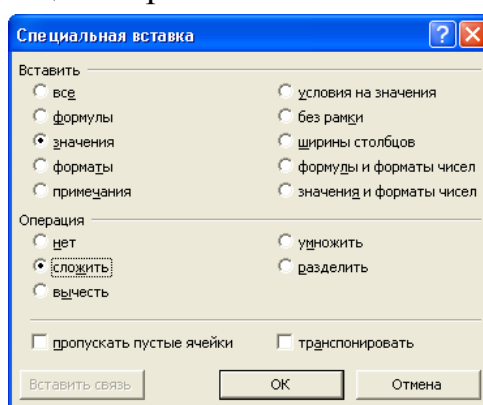 Специальная вставка
Вставить
все
условия на значения
формулы
без рамки
значения
ширины столбцов
форматы
формулы и форматы чисел
примечания
значения и форматы чисел
Операция
нет
умножить
сложить
разделить
вычесть
пропускать пустые ячейки
транспонировать
Вставить связь
ОК
Отмена